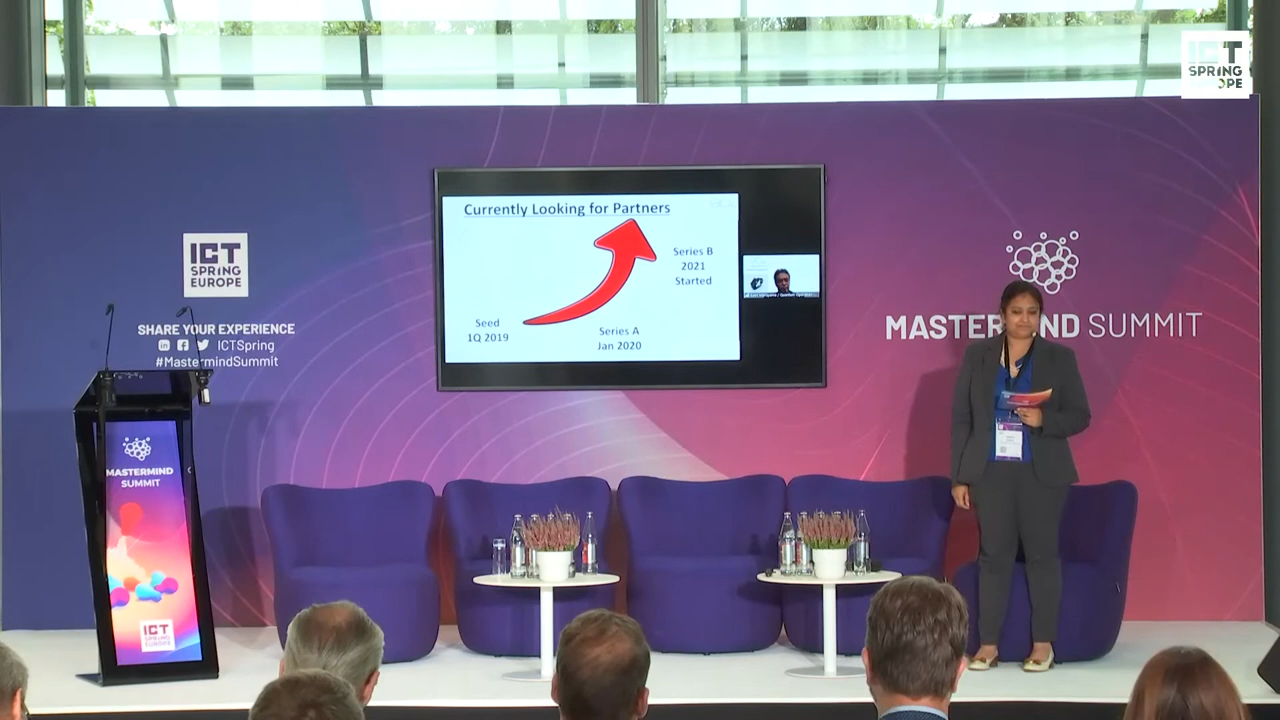 ICT
SPRING
OPE
Currently Looking for Partners
Series B
2021
Started
Seed
1Q 2019
Series A
Jan 2020
ICT
SPRING
EUROPE
SHARE YOUR EXPERIENCE
ICTSpring
#MastermindSummit
MASTERMIND SUMMIT
MASTERMIND
SUMMIT
ICT
SPRING
EUROPE